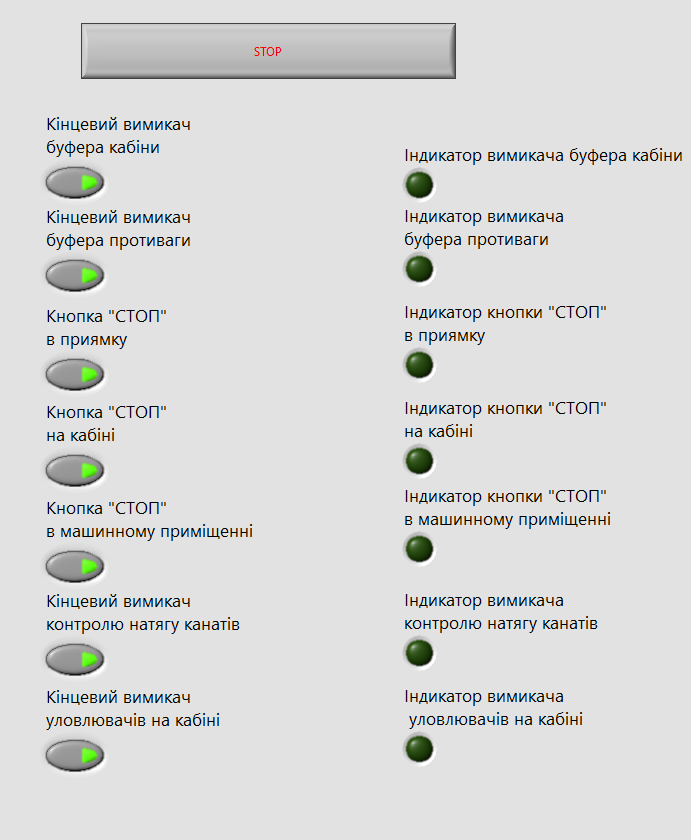 STOP
Кінцевий вимикач
буфера кабіни
Індикатор вимикача буфера кабіни
Кінцевий вимикач
буфера противаги
Індикатор вимикача
буфера противаги
Кнопка "СТОП"
в приямку
Індикатор кнопки "СТОП"
в приямку
Кнопка "СТОП"
на кабіні
Індикатор кнопки "СТОП"
на кабіні
Кнопка "СТОП"
в машинному приміщенні
Індикатор кнопки "СТОП"
в машинному приміщенні
Кінцевий вимикач
контролю натягу канатів
Індикатор вимикача
контролю натягу канатів
Кінцевий вимикач
уловлювачів на кабіні
Індикатор вимикача
уловлювачів на кабіні